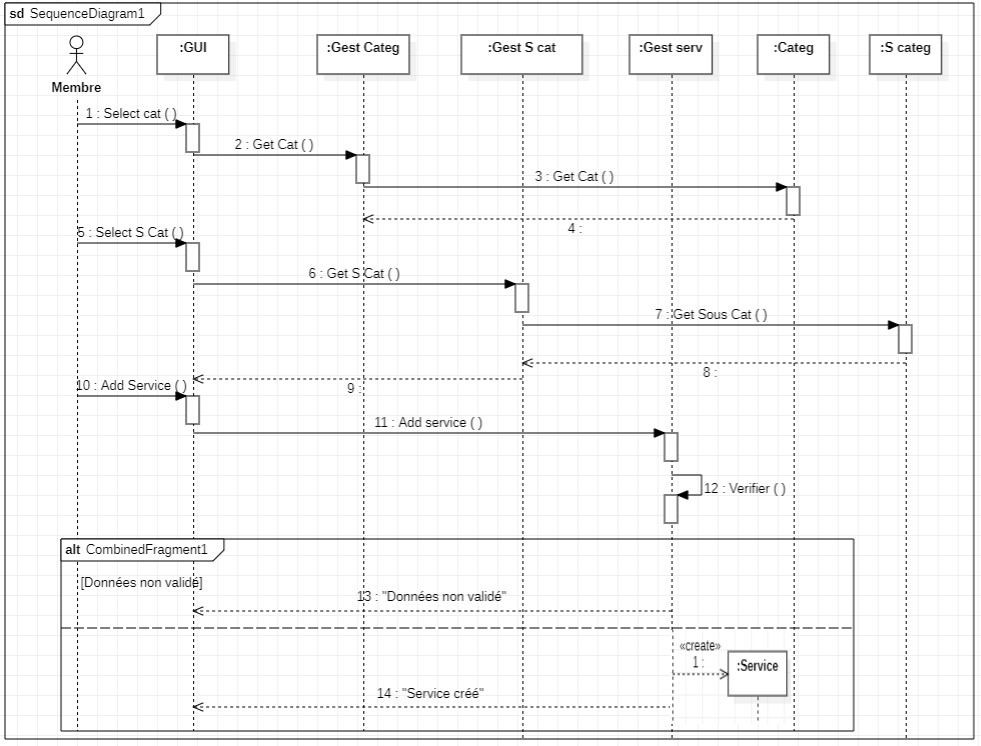 sd SequenceDiagram1
:GUI
:Gest Categ
:Gest S cat
:Gest serv
:Categ
:S categ
Membre
1 : Select cat ( )
2 : Get Cat ( )
3 : Get Cat ( )
4 :
5 : Select S Cat ( )
6 : Get S Cat ( )
7 : Get Sous Cat ( )
8 :
9 :
10 : Add Service ( )
11 : Add service ( )
12 : Verifier ( )
alt CombinedFragment1
[Données non validé]
13 : "Données non validé"
«create»
1 :
:Service
14 : "Service créé"